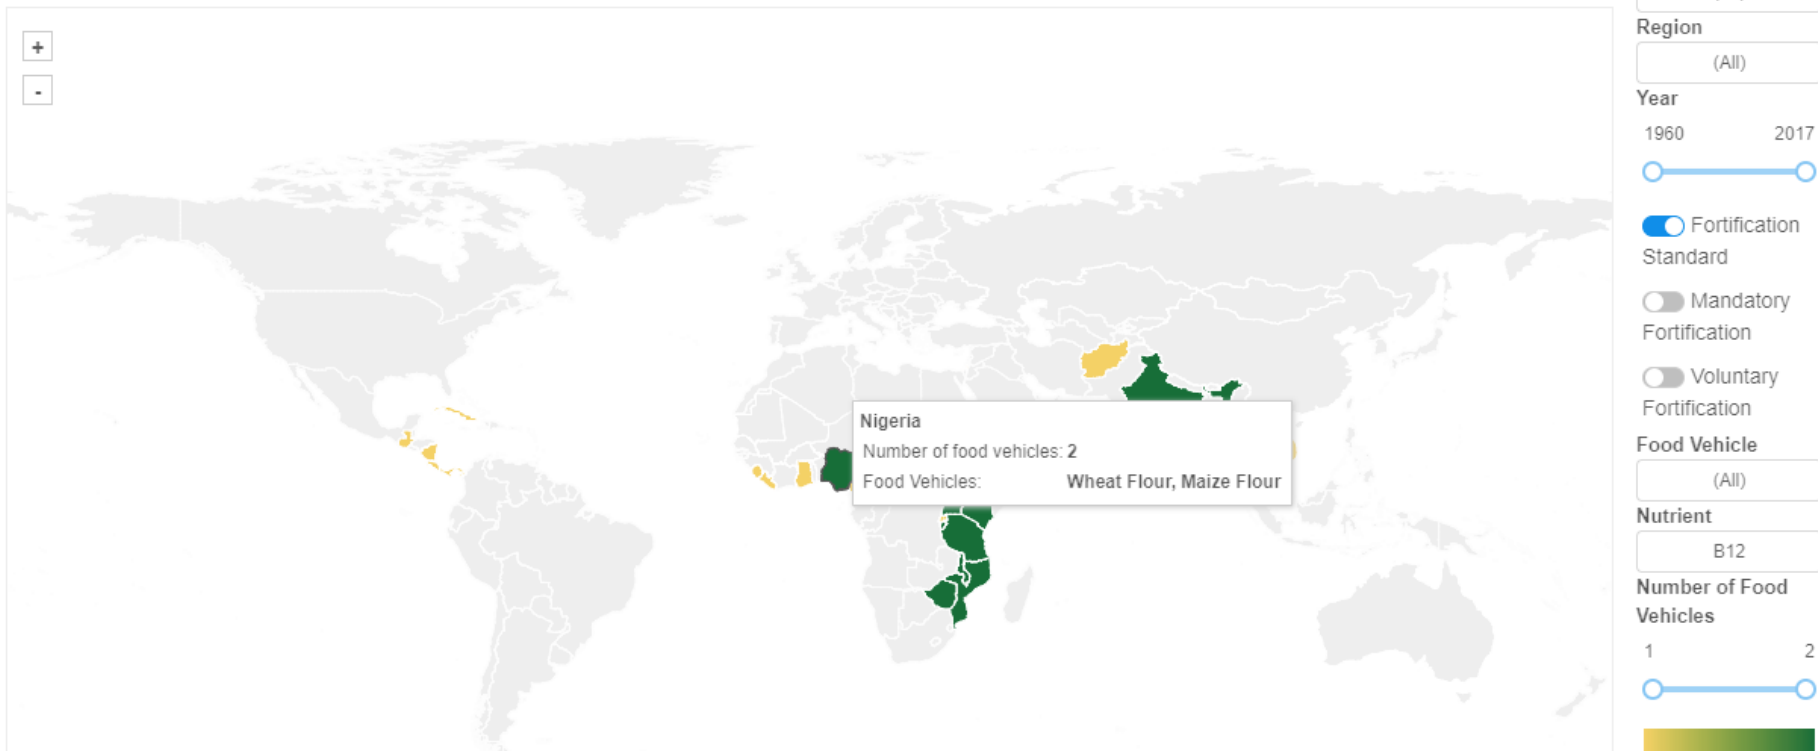 +
-
Nigeria
Number of food vehicles: 2
Food Vehicles: Wheat Flour, Maize Flour
Region
(All)
Year
1960 2017
Fortification
Standard
Mandatory
Fortification
Voluntary
Fortification
Food Vehicle
(All)
Nutrient
B12
Number of Food
Vehicles
1 2